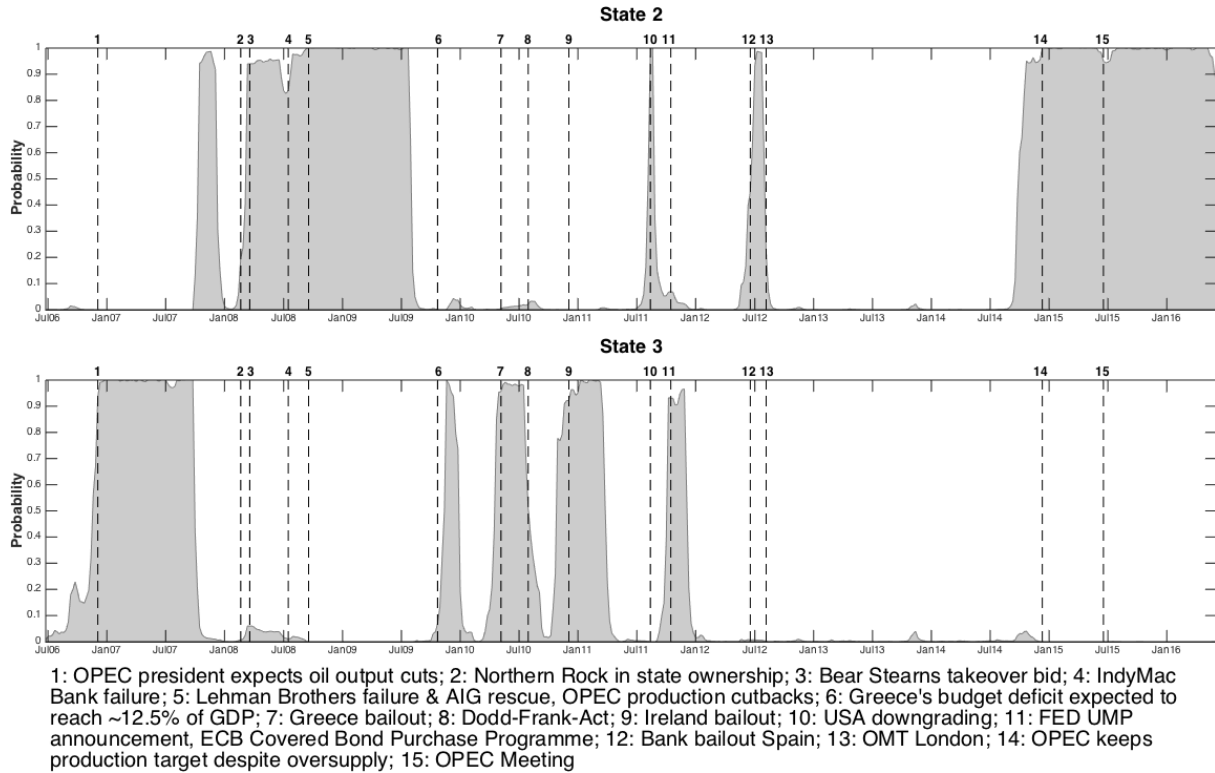 State 2
1 2 3 4 5 6 7 8 9 10 11 12 13 14 15
1
0.9
0.8
0.7
0.6
0.5
0.4
0.3
0.2
0.1
0
Probability
Jul06 Jan07 Jul07 Jan08 Jul08 Jan09 Jul09 Jan10 Jul10 Jan11 Jul11 Jan12 Jul12 Jan13 Jul13 Jan14 Jul14 Jan15 Jul15 Jan16
State 3
1 2 3 4 5 6 7 8 9 10 11 12 13 14 15
1
0.9
0.8
0.7
0.6
0.5
0.4
0.3
0.2
0.1
0
Probability
Jul06 Jan07 Jul07 Jan08 Jul08 Jan09 Jul09 Jan10 Jul10 Jan11 Jul11 Jan12 Jul12 Jan13 Jul13 Jan14 Jul14 Jan15 Jul15 Jan16
1: OPEC president expects oil output cuts; 2: Northern Rock in state ownership; 3: Bear Stearns takeover bid; 4: IndyMac
Bank failure; 5: Lehman Brothers failure & AIG rescue, OPEC production cutbacks; 6: Greece's budget deficit expected to
reach ~12.5% of GDP; 7: Greece bailout; 8: Dodd-Frank-Act; 9: Ireland bailout; 10: USA downgrading; 11: FED UMP
announcement, ECB Covered Bond Purchase Programme; 12: Bank bailout Spain; 13: OMT London; 14: OPEC keeps
production target despite oversupply; 15: OPEC Meeting